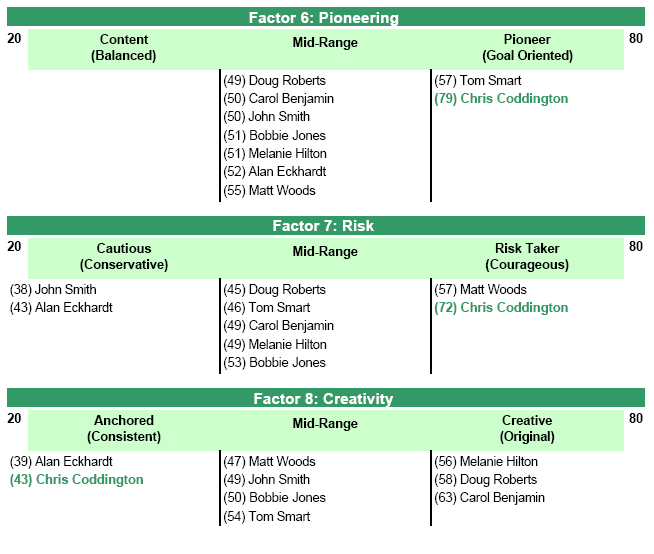 Factor 6: Pioneering
20 Content (Balanced) Mid-Range Pioneer (Goal Oriented) 80
(49) Doug Roberts (57) Tom Smart
(50) Carol Benjamin (79) Chris Coddington
(50) John Smith
(51) Bobbie Jones
(51) Melanie Hilton
(52) Alan Eckhardt
(55) Matt Woods
Factor 7: Risk
20 Cautious (Conservative) Mid-Range Risk Taker (Courageous) 80
(38) John Smith (45) Doug Roberts (57) Matt Woods
(43) Alan Eckhardt (46) Tom Smart (72) Chris Coddington
(49) Carol Benjamin
(49) Melanie Hilton
(53) Bobbie Jones
Factor 8: Creativity
20 Anchored (Consistent) Mid-Range Creative (Original) 80
(39) Alan Eckhardt (47) Matt Woods (56) Melanie Hilton
(43) Chris Coddington (49) John Smith (58) Doug Roberts
(50) Bobbie Jones (63) Carol Benjamin
(54) Tom Smart